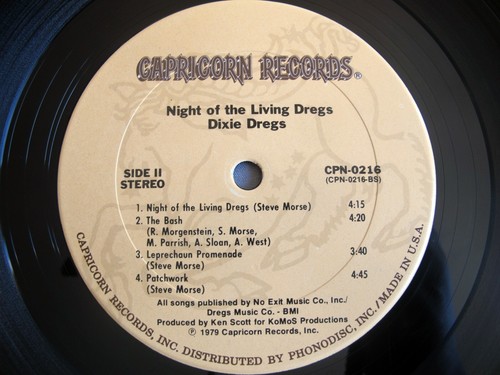 CAPRICORN RECORDS®
Night of the Living Dregs
Dixie Dregs
SIDE II
STEREO
CPN-0216
(CPN-0216-BS)
1. Night of the Living Dregs (Steve Morse) 4:15
2. The Bash 4:20
(R. Morgenstein, S. Morse,
M. Parrish, A. Sloan, A. West)
3. Leprechaun Promenade 3:40
(Steve Morse)
4. Patchwork 4:45
(Steve Morse)
All songs published by No Exit Music Co., Inc./
Dregs Music Co. - BMI
Produced by Ken Scott for KoMoS Productions
℗ 1979 Capricorn Records, Inc.
CAPRICORN RECORDS, INC. DISTRIBUTED BY PHONODISC, INC./MADE IN U.S.A.